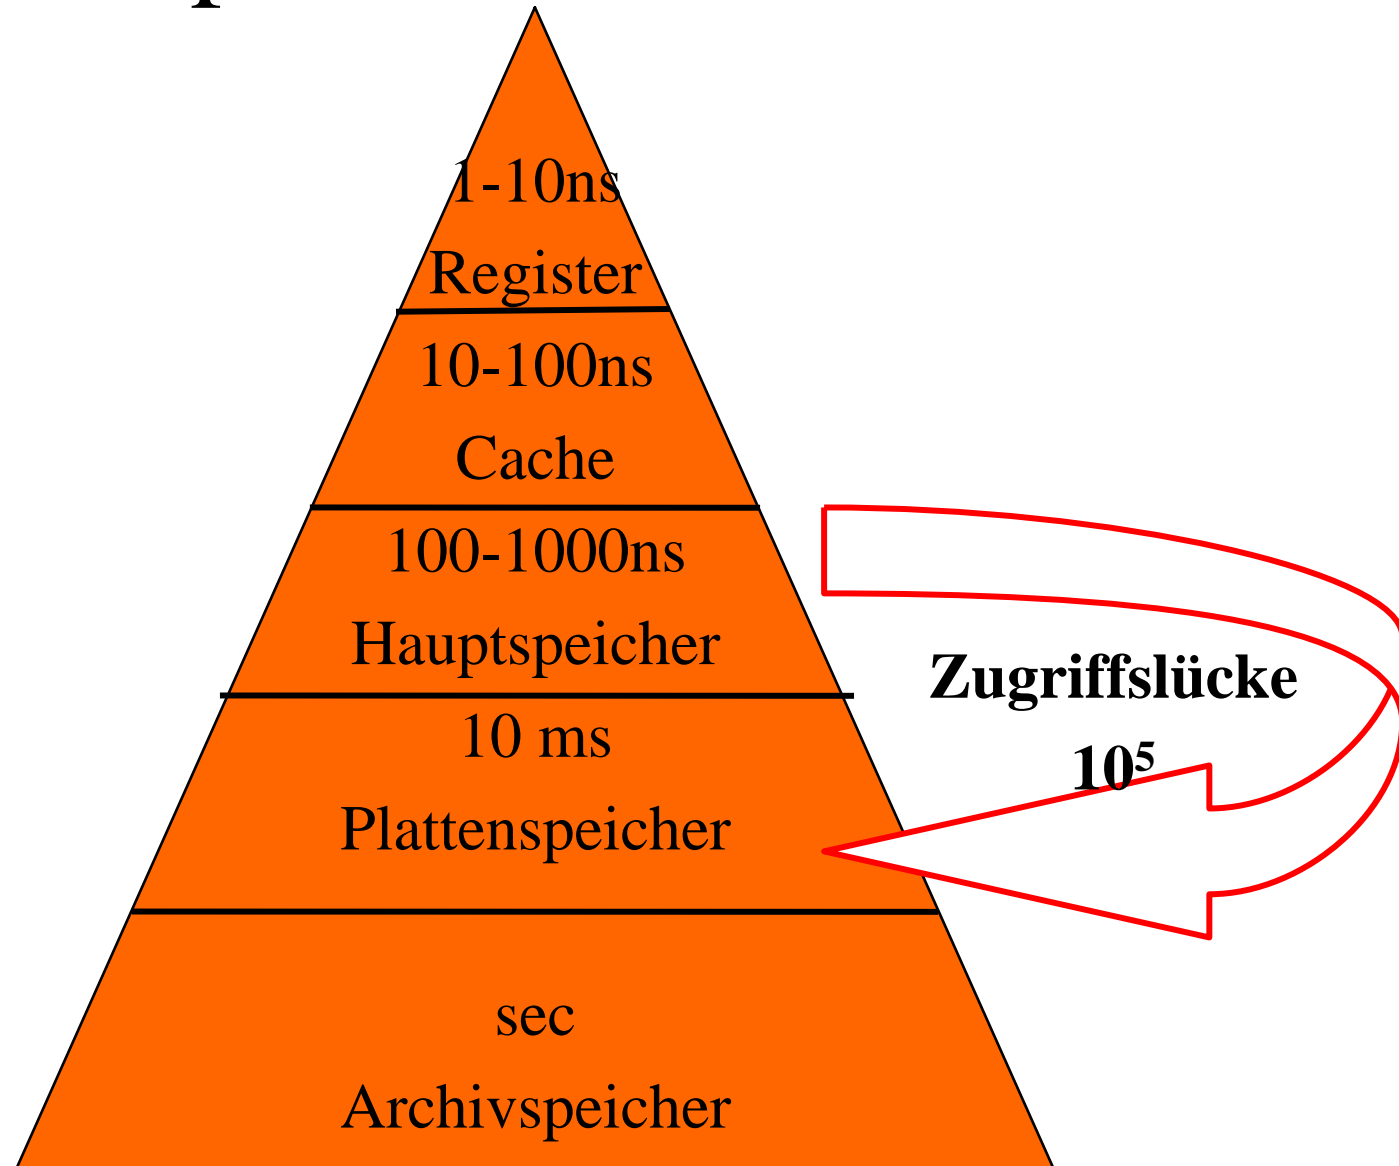 1-10ns
Register
10-100ns
Cache
100-1000ns
Hauptspeicher
10 ms
Plattenspeicher
sec
Archivspeicher
Zugriffslücke
10⁵